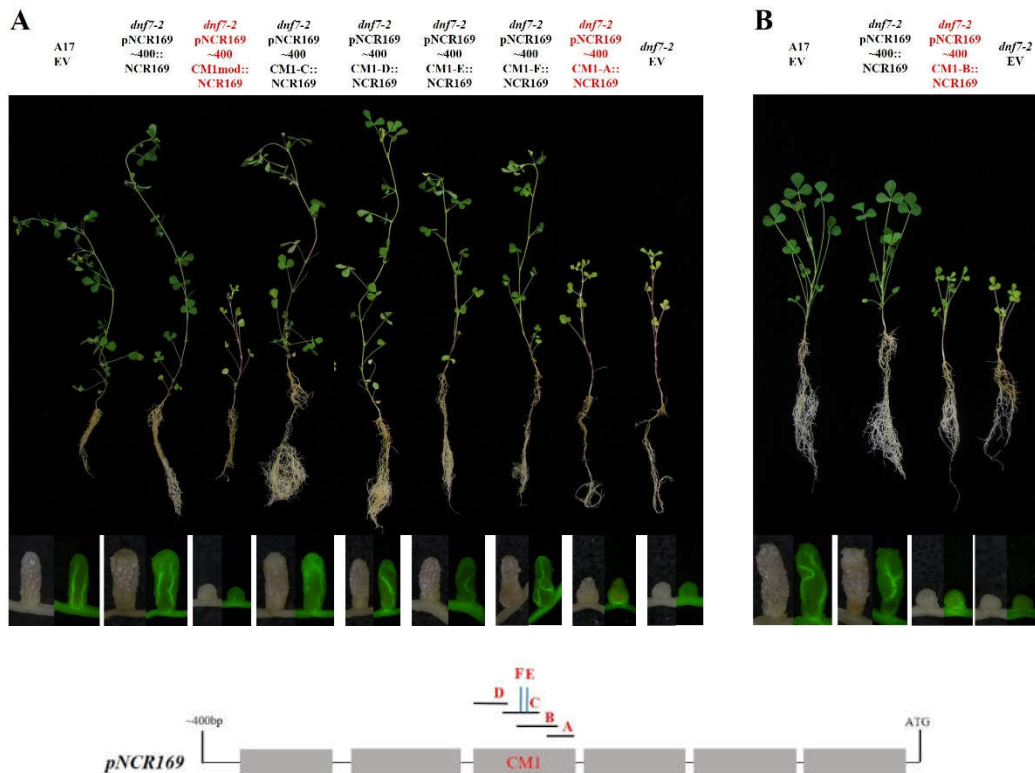 A
A17
EV
dnf7-2
pNCR169
~400::
NCR169
dnf7-2
pNCR169
~400
CM1mod::
NCR169
dnf7-2
pNCR169
~400
CM1-C::
NCR169
dnf7-2
pNCR169
~400
CM1-D::
NCR169
dnf7-2
pNCR169
~400
CM1-E::
NCR169
dnf7-2
pNCR169
~400
CM1-F::
NCR169
dnf7-2
pNCR169
~400
CM1-A::
NCR169
dnf7-2
EV
B
A17
EV
dnf7-2
pNCR169
~400::
NCR169
dnf7-2
pNCR169
~400
CM1-B::
NCR169
dnf7-2
EV
F E
D
C
B
A
~400bp
ATG
pNCR169
CM1